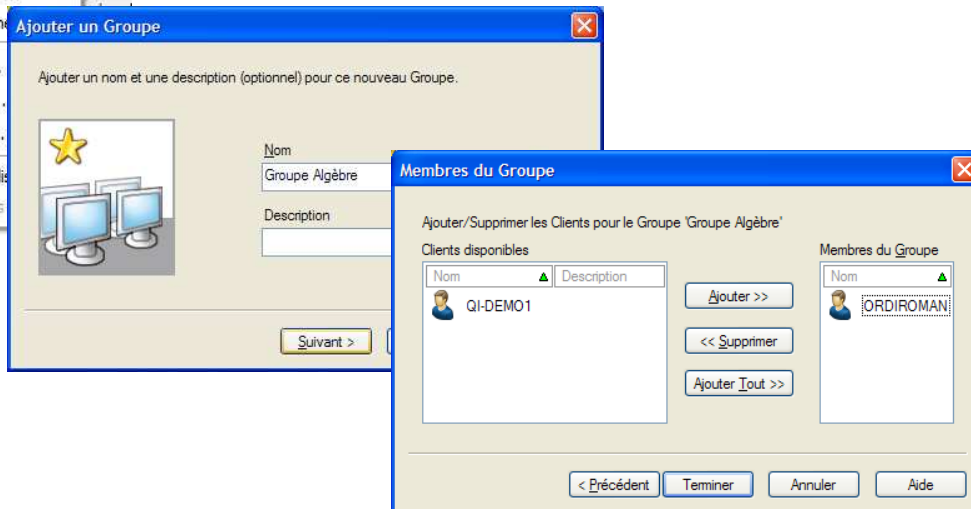 Ajouter un Groupe
Ajouter un nom et une description (optionnel) pour ce nouveau Groupe.
Nom
Groupe Algèbre
Description
Suivant >
Membres du Groupe
Ajouter/Supprimer les Clients pour le Groupe 'Groupe Algèbre'
Clients disponibles
Membres du Groupe
Nom
Description
Nom
QI-DEMO1
ORDIROMAN
Ajouter >>
<< Supprimer
Ajouter Tout >>
< Précédent
Terminer
Annuler
Aide